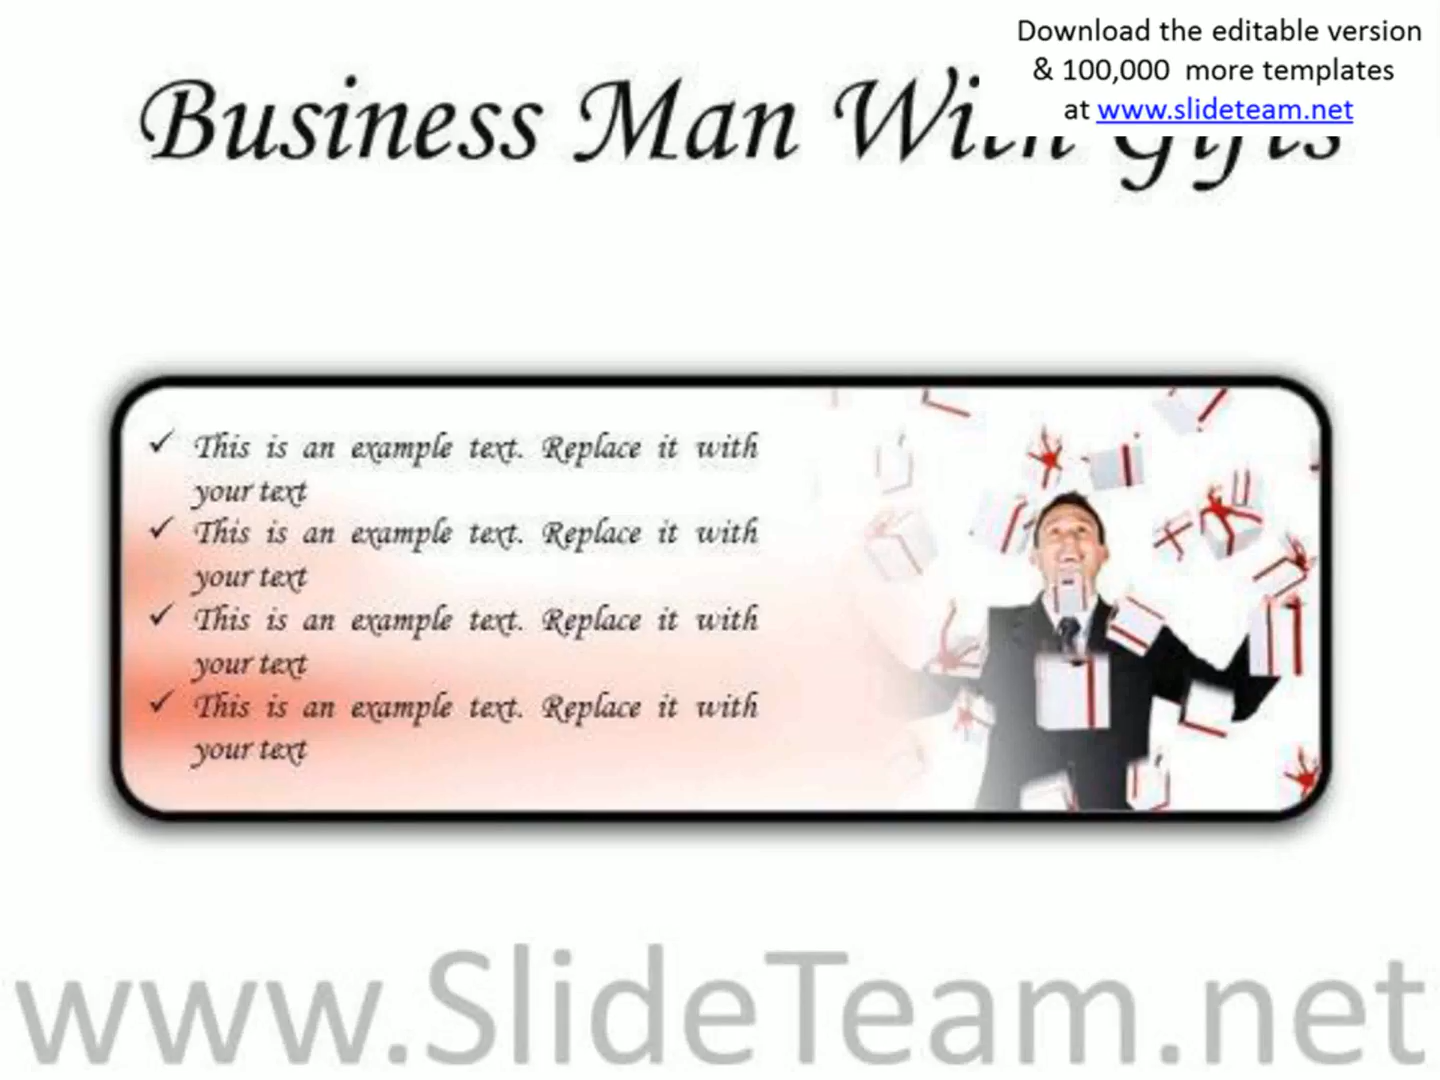 Download the editable version
& 100,000 more templates
at www.slideteam.net
Business Man With Gifts
✓ This is an example text. Replace it with
your text
✓ This is an example text. Replace it with
your text
✓ This is an example text. Replace it with
your text
✓ This is an example text. Replace it with
your text
www.SlideTeam.net